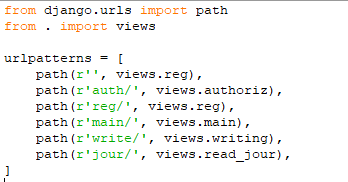 from django.urls import path
from . import views

urlpatterns = [
    path(r'', views.reg),
    path(r'auth/', views.authoriz),
    path(r'reg/', views.reg),
    path(r'main/', views.main),
    path(r'write/', views.writing),
    path(r'jour/', views.read_jour),
]